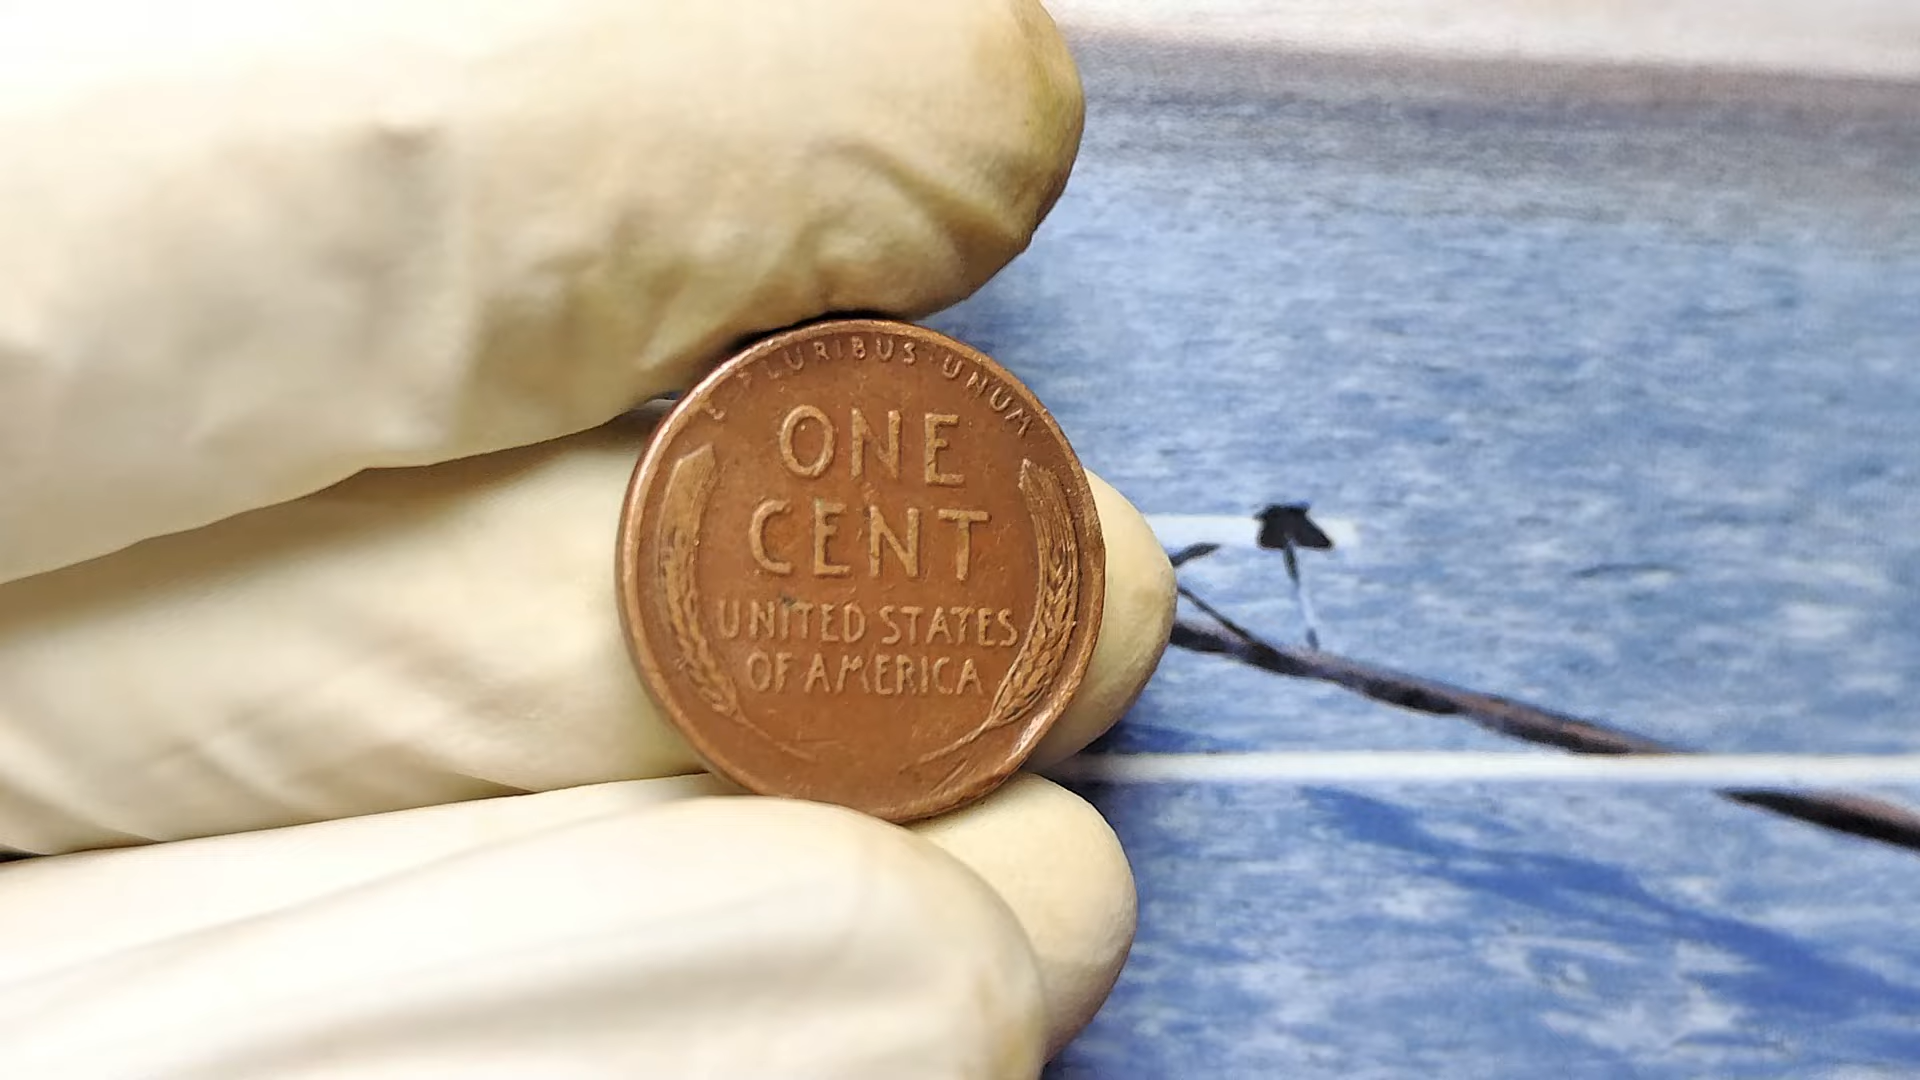 E PLURIBUS · UNUM
ONE
CENT
UNITED STATES
OF AMERICA